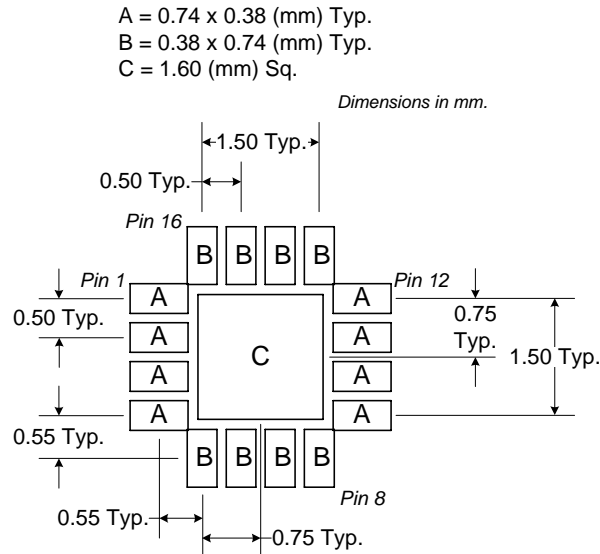 A = 0.74 x 0.38 (mm) Typ.
B = 0.38 x 0.74 (mm) Typ.
C = 1.60 (mm) Sq.
Dimensions in mm.
1.50 Typ.
0.50 Typ.
Pin 16
B B B B
Pin 1
Pin 12
A A
0.50 Typ.
0.75
Typ.
A A
C
1.50 Typ.
A A
A A
0.55 Typ.
B B B B
Pin 8
0.55 Typ.
0.75 Typ.